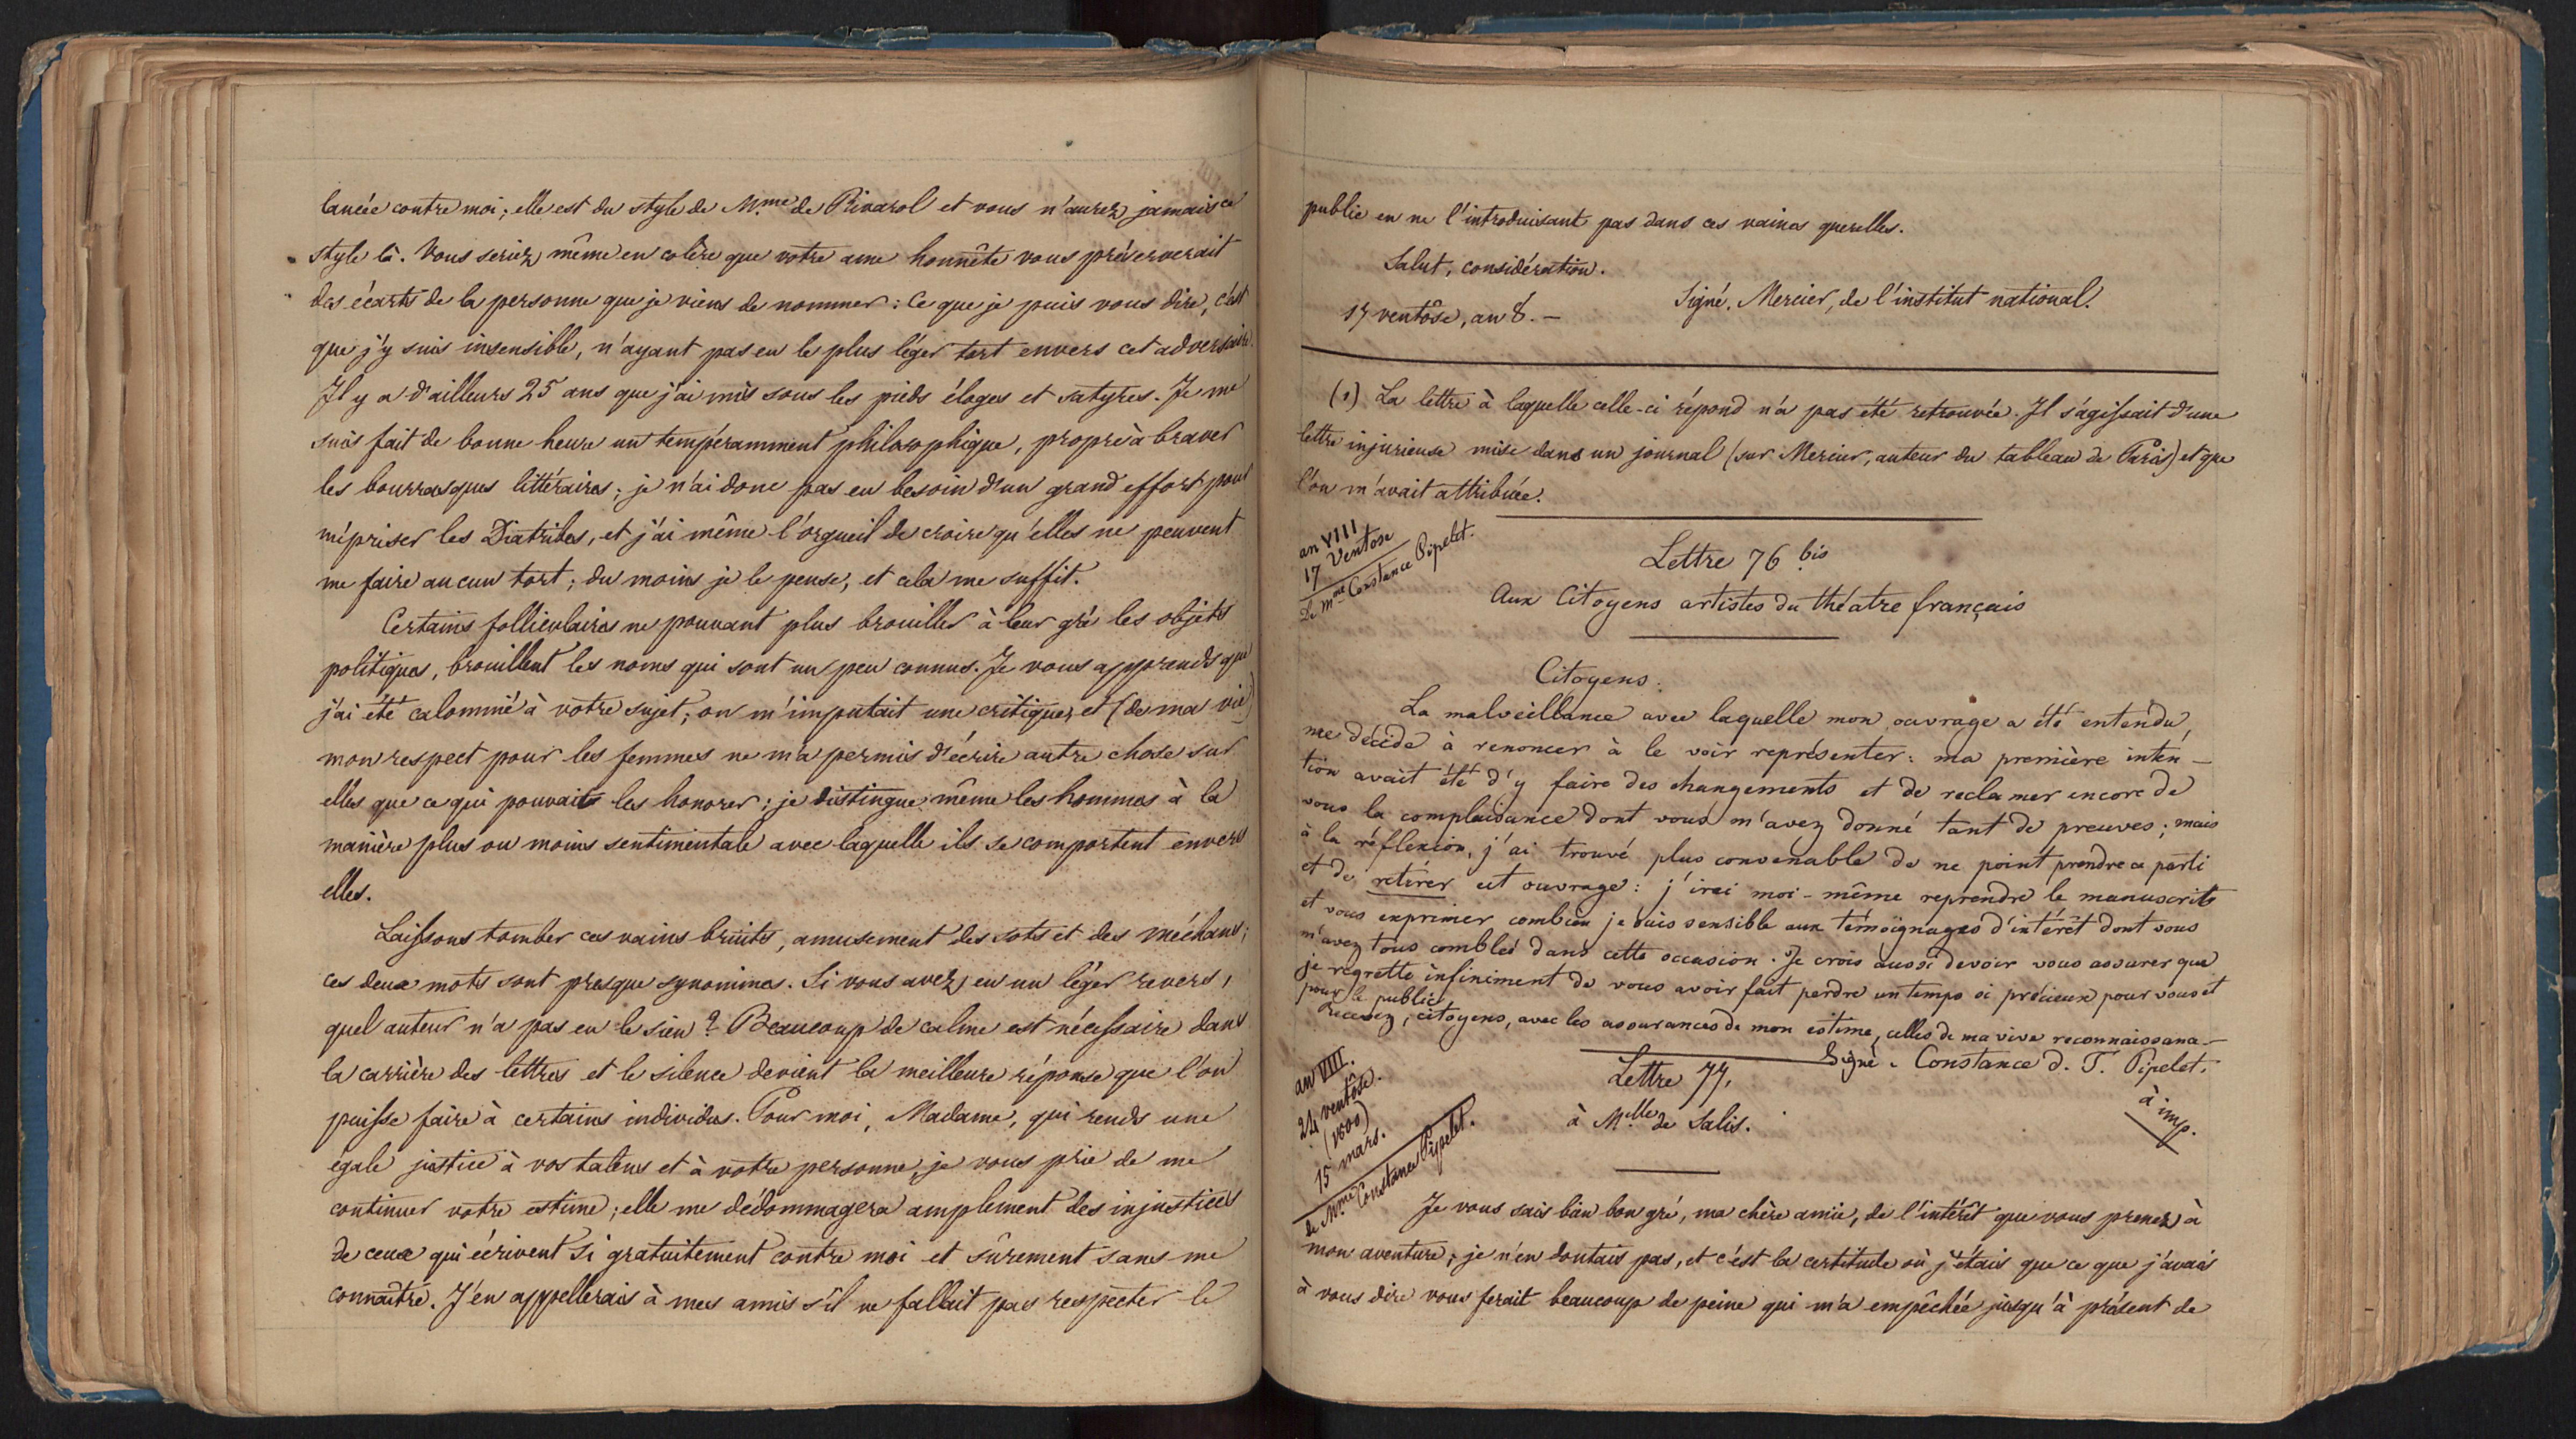 lancée contre moi; elle est du style de M.me de Rivarol et vous n'aurez jamais ce
style là. Vous seriez même en colère que votre ame honnête vous préserverait
des écarts de la personne que je viens de nommer: Ce que je puis vous dire, c'est
que j'y suis insensible, n'ayant pas eu le plus léger tort envers cet adversaire.
Il y a d'ailleurs 25 ans que j'ai mis sous les pieds éloges et satyres. Je me
suis fait de bonne heure un tempéramment philosophique, propre à braver
les bourrasques littéraires; je n'ai donc pas eu besoin d'un grand effort pour
mépriser les Diatribes, et j'ai même l'orgueil de croire qu'elles ne peuvent
me faire aucun tort; du moins je le pense, et cela me suffit.
Certains folliculaires ne pouvant plus brouiller à leur gré les objets
politiques, brouillent les noms qui sont un peu connus. Je vous apprends que
j'ai été calomnié à votre sujet; on m'imputait une critique, et (de ma vie)
mon respect pour les femmes ne m'a permis d'écrire autre chose sur
elles que ce qui pouvait les honorer; je distingue même les hommes à la
manière plus ou moins sentimentale avec laquelle ils se comportent envers
elles.
Laissons tomber ces vains bruits, amusement des sots et des méchans;
ces deux mots sont presque synonimes. Si vous avez eu un léger revers,
quel auteur n'a pas eu le sien? Beaucoup de calme est nécessaire dans
la carrière des lettres et le silence devient la meilleure réponse que l'on
puisse faire à certains individus. Pour moi, Madame, qui rends une
égale justice à vos talens et à votre personne, je vous prie de me
continuer votre estime; elle me dédommagera amplement des injustices
de ceux qui écrivent si gratuitement contre moi et sûrement sans me
connaître. J'en appellerais à mes amis s'il ne fallait pas respecter le
public en ne l'introduisant pas dans ces vaines querelles.
Salut, considération.
Signé. Mercier, de l'institut national.
17 ventôse, an 8. -
(1) La lettre à laquelle celle-ci répond n'a pas été retrouvée. Il s'agissait d'une
lettre injurieuse mise dans un journal (sur Mercier, auteur du tableau de Paris) et que
l'on m'avait attribuée.
an VIII
17 Ventose
De Mme Constance Pipelet.
Lettre 76 bis
Aux Citoyens artistes du théatre français
Citoyens.
La malveillance avec laquelle mon ouvrage a été entendu,
me décide à renoncer à le voir représenter: ma première inten-
tion avait été d'y faire des changements et de reclamer encore de
vous la complaisance dont vous m'avez donné tant de preuves; mais
à la réflexion, j'ai trouvé plus convenable de ne point prendre ce parti
et de retirer cet ouvrage: j'irai moi-même reprendre le manuscrit
et vous exprimer combien je suis sensible aux témoignages d'intérêt dont vous
m'avez tous comblée dans cette occasion. Je crois aussi devoir vous assurer que
je regrette infiniment de vous avoir fait perdre un temps si précieux pour vous et
pour le public.
Recevez, citoyens, avec les assurances de mon estime, celles de ma vive reconnaissance.
Signé. Constance d. T. Pipelet.
an VIII.
24 ventôse.
(1800)
15 mars.
de Mme Constance Pipelet.
Lettre 77.
à imp.
à Melle de Salis.
Je vous sais bien bon gré, ma chère amie, de l'intérêt que vous prenez à
mon aventure; je n'en doutais pas, et c'est la certitude où j'étais que ce que j'avais
à vous dire vous ferait beaucoup de peine qui m'a empêchée jusqu'à présent de